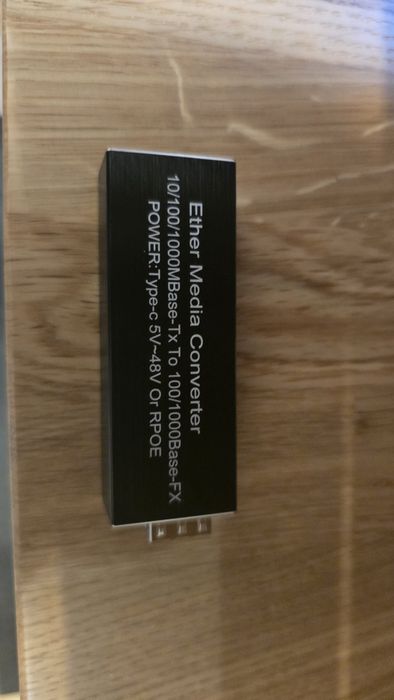 Ether Media Converter
10/100/1000MBase-Tx To 100/1000Base-FX
POWER:Type-c 5V~48V Or RPOE